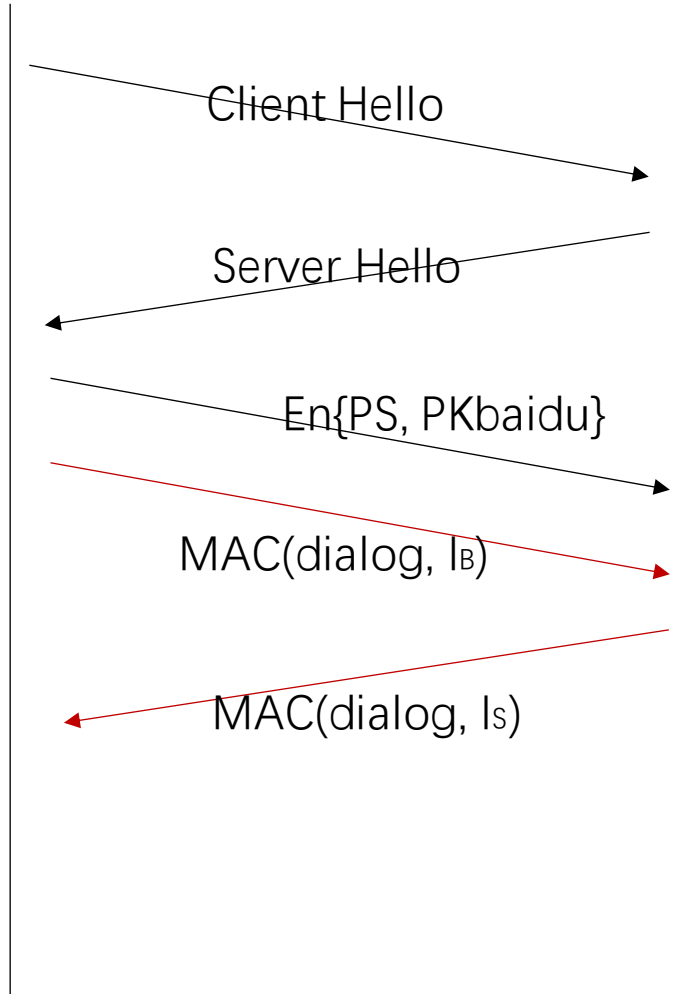 Client Hello
Server Hello
En{PS, PKbaidu}
MAC(dialog, IB)
MAC(dialog, IS)